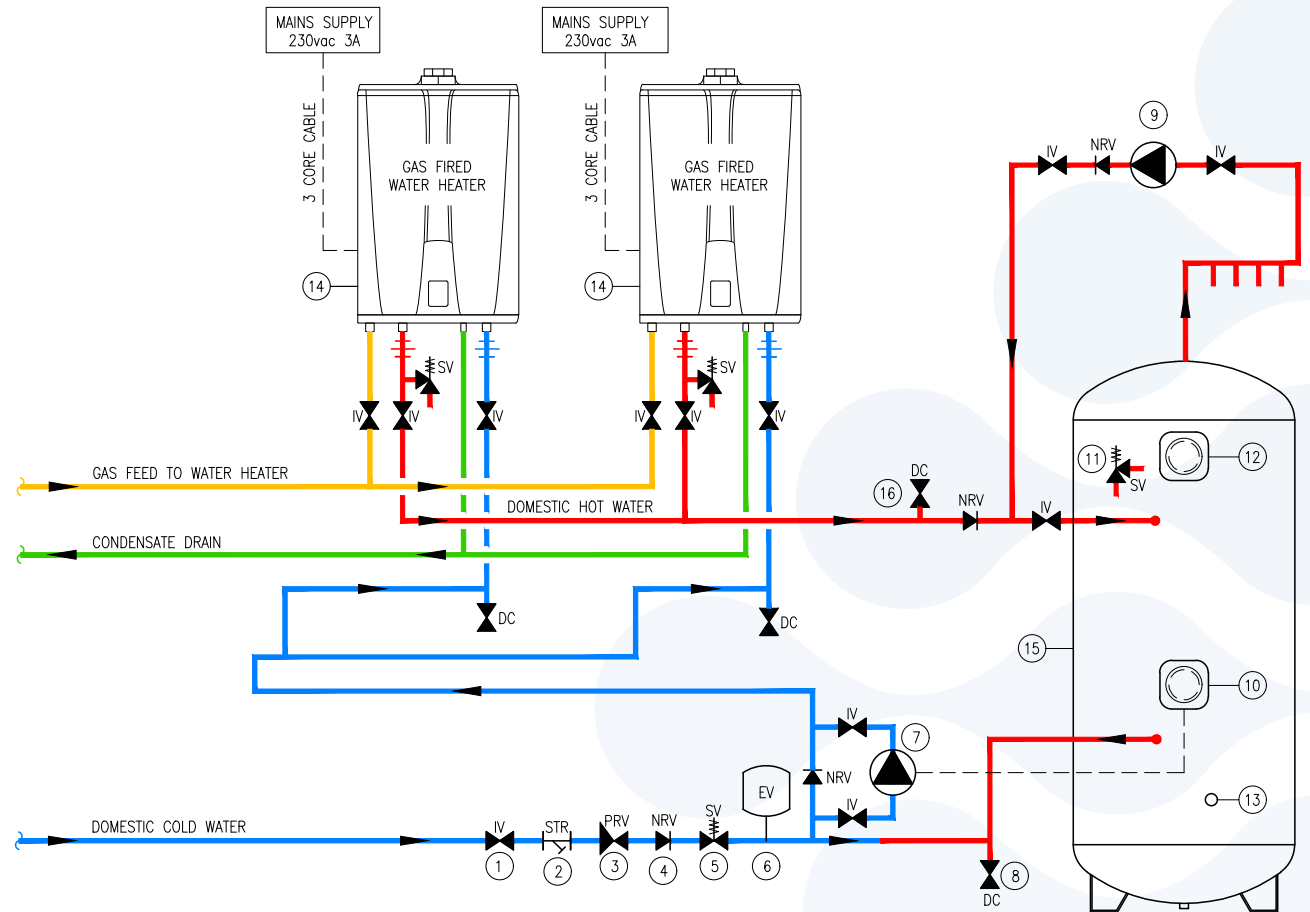 MAINS SUPPLY
230vac 3A
MAINS SUPPLY
230vac 3A
3 CORE CABLE
GAS FIRED
WATER HEATER
3 CORE CABLE
GAS FIRED
WATER HEATER
9
IV
NRV
IV
14
14
SV
SV
IV
IV
IV
IV
IV
IV
GAS FEED TO WATER HEATER
DOMESTIC HOT WATER
16
DC
NRV
IV
11
SV
12
CONDENSATE DRAIN
DC
DC
15
10
IV
7
NRV
IV
EV
13
DOMESTIC COLD WATER
IV
STR
PRV
NRV
SV
1
2
3
4
5
6
8
DC